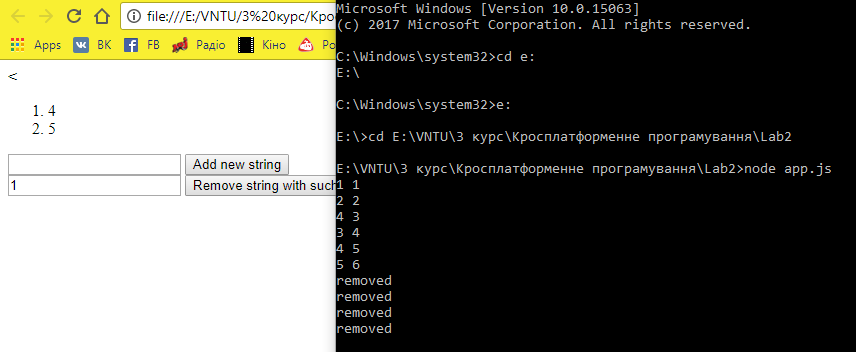 file:///E:/VNTU/3%20курс/Крос
Apps
ВК
FB
Радіо
Кіно
<
1. 4
2. 5
Add new string
1
Remove string with such
Microsoft Windows [Version 10.0.15063]
(c) 2017 Microsoft Corporation. All rights reserved.
C:\Windows\system32>cd e:
E:\
C:\Windows\system32>e:
E:\>cd E:\VNTU\3 курс\Кросплатформенне програмування\Lab2
E:\VNTU\3 курс\Кросплатформенне програмування\Lab2>node app.js
1 1
2 2
4 3
3 4
4 5
5 6
removed
removed
removed
removed